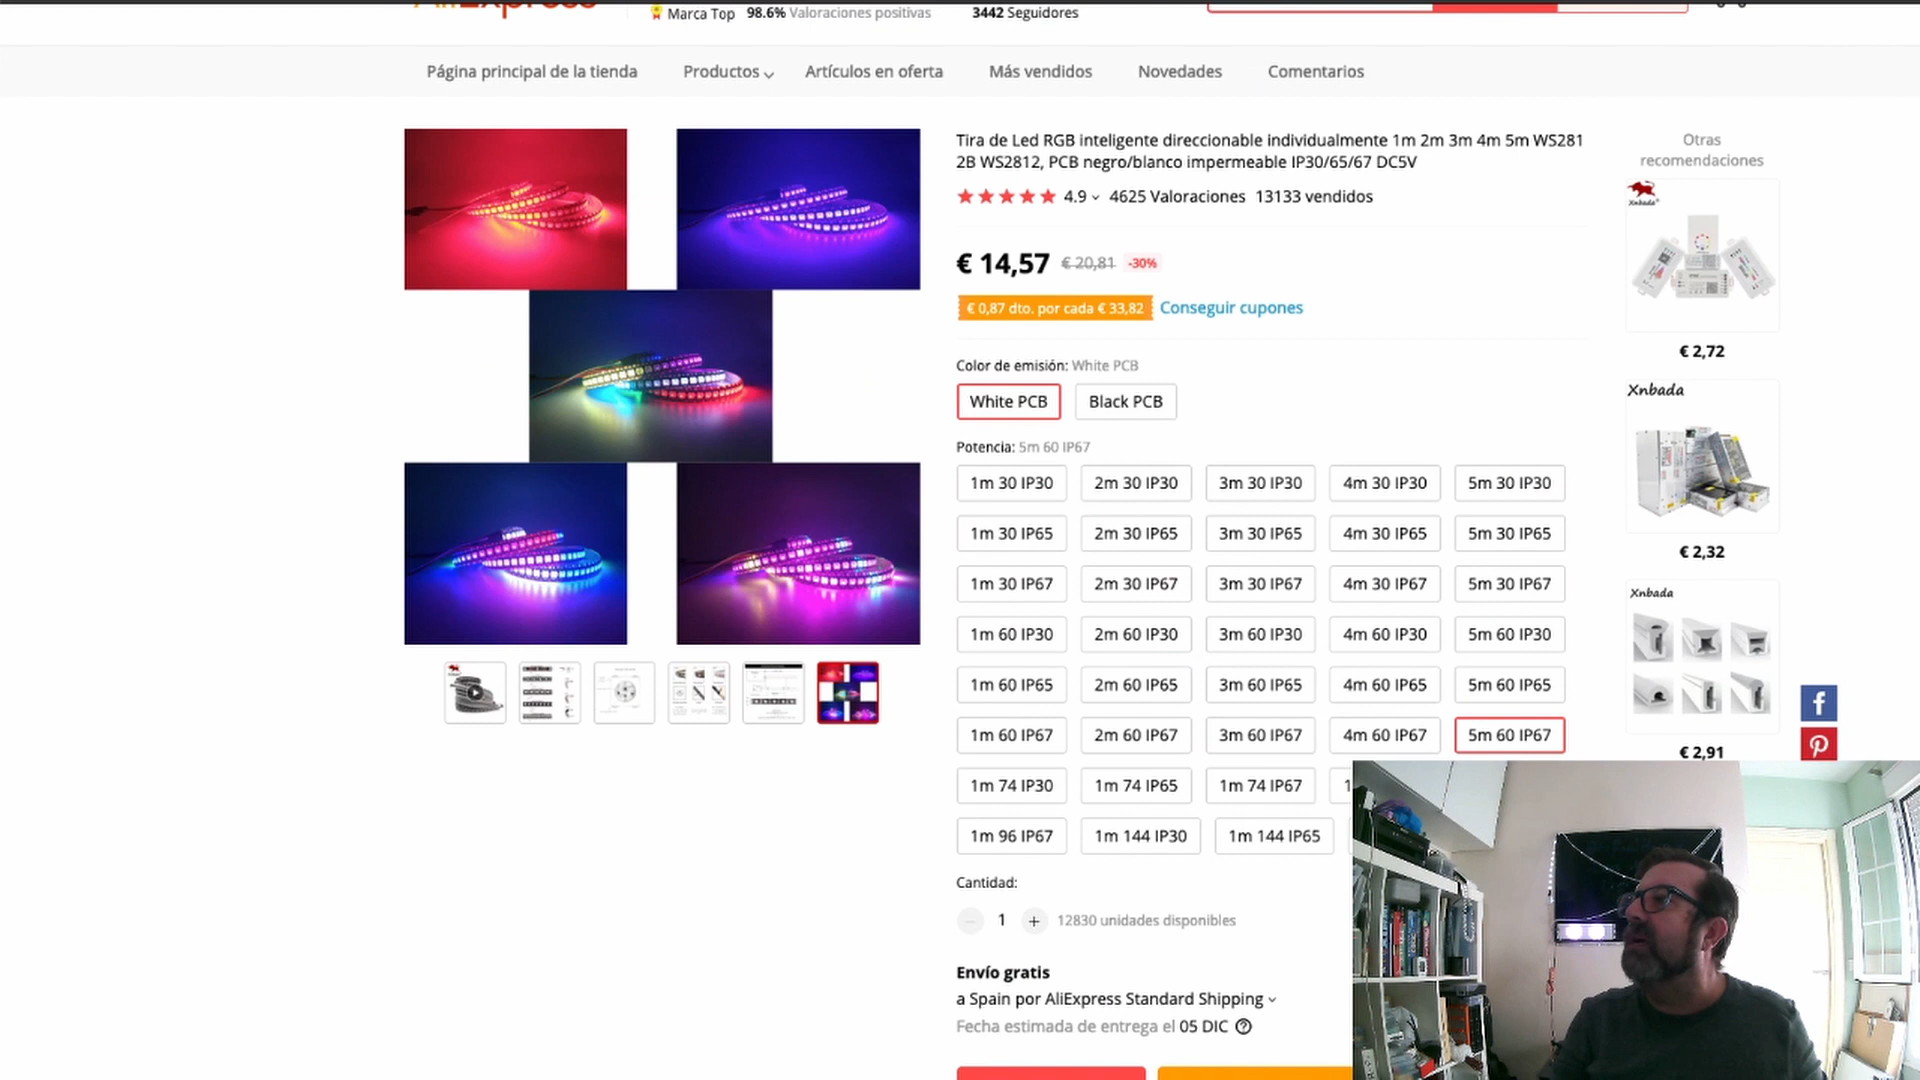 AliExpress
Marca Top 98.6% Valoraciones positivas 3442 Seguidores
Página principal de la tienda Productos Artículos en oferta Más vendidos Novedades Comentarios
Tira de Led RGB inteligente direccionable individualmente 1m 2m 3m 4m 5m WS281
2B WS2812, PCB negro/blanco impermeable IP30/65/67 DC5V
4.9 4625 Valoraciones 13133 vendidos
€ 14,57 € 20,81 -30%
€ 0,87 dto. por cada € 33,82 Conseguir cupones
Color de emisión: White PCB
White PCB Black PCB
Potencia: 5m 60 IP67
1m 30 IP30 2m 30 IP30 3m 30 IP30 4m 30 IP30 5m 30 IP30
1m 30 IP65 2m 30 IP65 3m 30 IP65 4m 30 IP65 5m 30 IP65
1m 30 IP67 2m 30 IP67 3m 30 IP67 4m 30 IP67 5m 30 IP67
1m 60 IP30 2m 60 IP30 3m 60 IP30 4m 60 IP30 5m 60 IP30
1m 60 IP65 2m 60 IP65 3m 60 IP65 4m 60 IP65 5m 60 IP65
1m 60 IP67 2m 60 IP67 3m 60 IP67 4m 60 IP67 5m 60 IP67
1m 74 IP30 1m 74 IP65 1m 74 IP67 1
1m 96 IP67 1m 144 IP30 1m 144 IP65
Cantidad:
1 + 12830 unidades disponibles
Envío gratis
a Spain por AliExpress Standard Shipping
Fecha estimada de entrega el 05 DIC
Otras
recomendaciones
Xnbada
€ 2,72
Xnbada
€ 2,32
Xnbada
€ 2,91